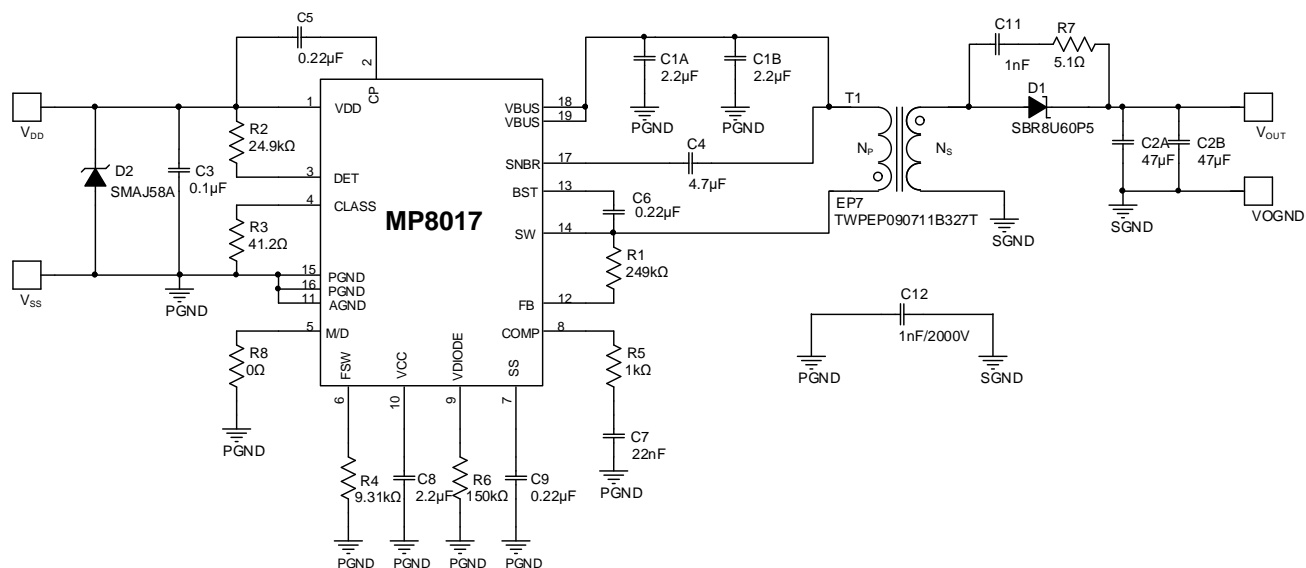 C5
0.22µF
2
CP
C11
1nF
R7
5.1Ω
C1A
2.2µF
C1B
2.2µF
PGND
PGND
V_DD
1
VDD
R2
24.9kΩ
D2
SMAJ58A
C3
0.1µF
3
DET
4
CLASS
R3
41.2Ω
MP8017
VBUS
18
VBUS
19
SNBR
17
C4
4.7µF
BST
13
C6
0.22µF
SW
14
R1
249kΩ
FB
12
COMP
8
T1
N_P
N_S
EP7
TWPEP090711B327T
D1
SBR8U60P5
V_OUT
C2A
47µF
C2B
47µF
SGND
SGND
VOGND
V_SS
PGND
15
PGND
16
PGND
11
AGND
5
M/D
R8
0Ω
PGND
FSW
VCC
VDIODE
SS
6
10
9
7
R5
1kΩ
C7
22nF
PGND
C12
1nF/2000V
PGND
SGND
R4
9.31kΩ
C8
2.2µF
R6
150kΩ
C9
0.22µF
PGND
PGND
PGND
PGND